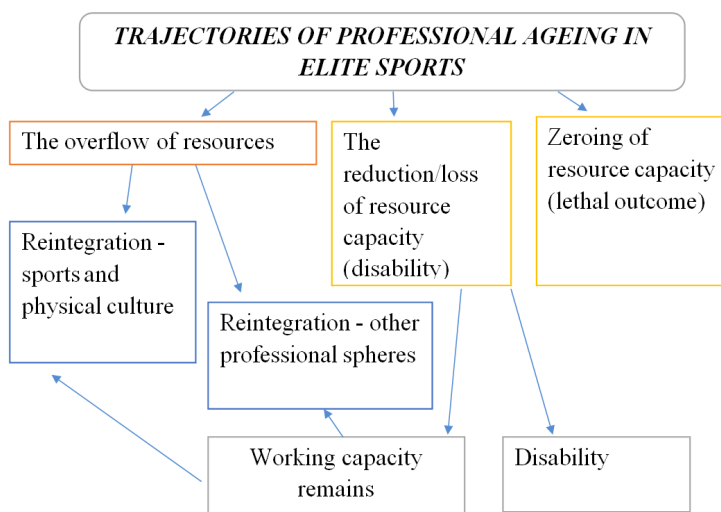 TRAJECTORIES OF PROFESSIONAL AGEING IN
ELITE SPORTS
The overflow of resources
The
reduction/loss
of resource
capacity
(disability)
Zeroing of
resource capacity
(lethal outcome)
Reintegration -
sports and
physical culture
Reintegration - other
professional spheres
Working capacity
remains
Disability